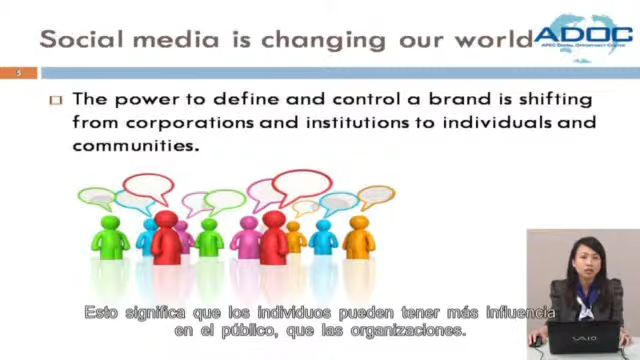 Social media is changing our world
ADOC
APEC Digital Opportunity Center
5
The power to define and control a brand is shifting
from corporations and institutions to individuals and
communities.
VAIO
Esto significa que los individuos pueden tener más influencia
en el público, que las organizaciones.